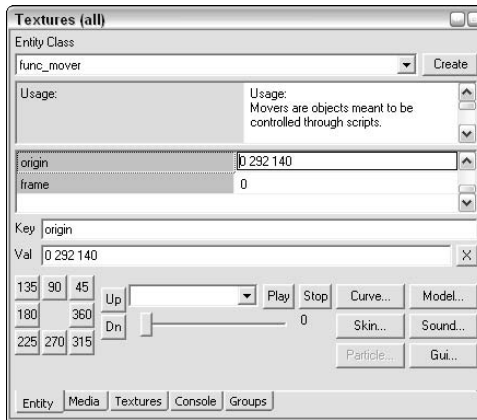 Textures (all)
Entity Class
func_mover
Create
Usage:
Usage:
Movers are objects meant to be
controlled through scripts.
origin 0 292 140
frame 0
Key origin
Val 0 292 140 X
135 90 45
180 360
225 270 315
Up
Dn
Play Stop
0
Curve... Model...
Skin... Sound...
Particle... Gui...
Entity Media Textures Console Groups